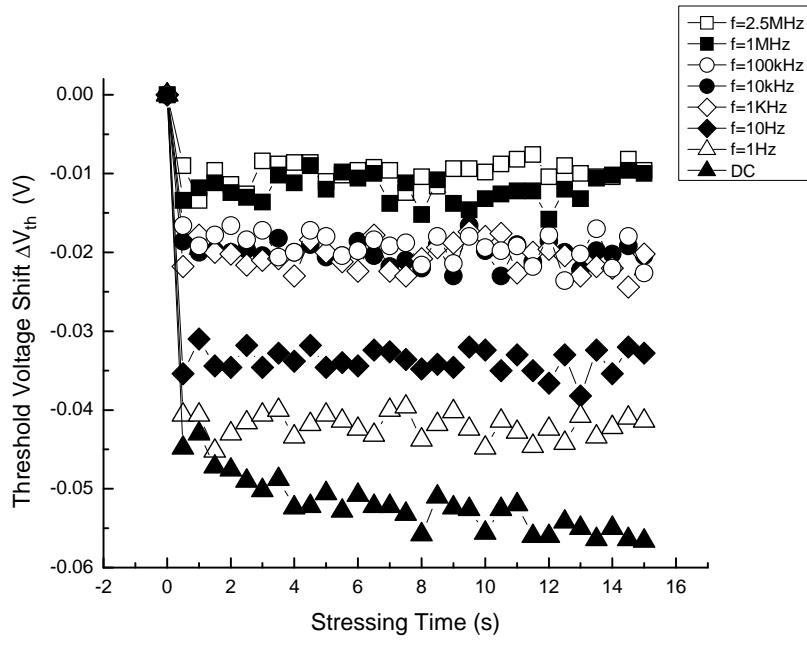 f=2.5MHz
f=1MHz
f=100kHz
f=10kHz
f=1KHz
f=10Hz
f=1Hz
DC
0.00
-0.01
-0.02
-0.03
-0.04
-0.05
-0.06
Threshold Voltage Shift ΔVth (V)
-2 0 2 4 6 8 10 12 14 16
Stressing Time (s)